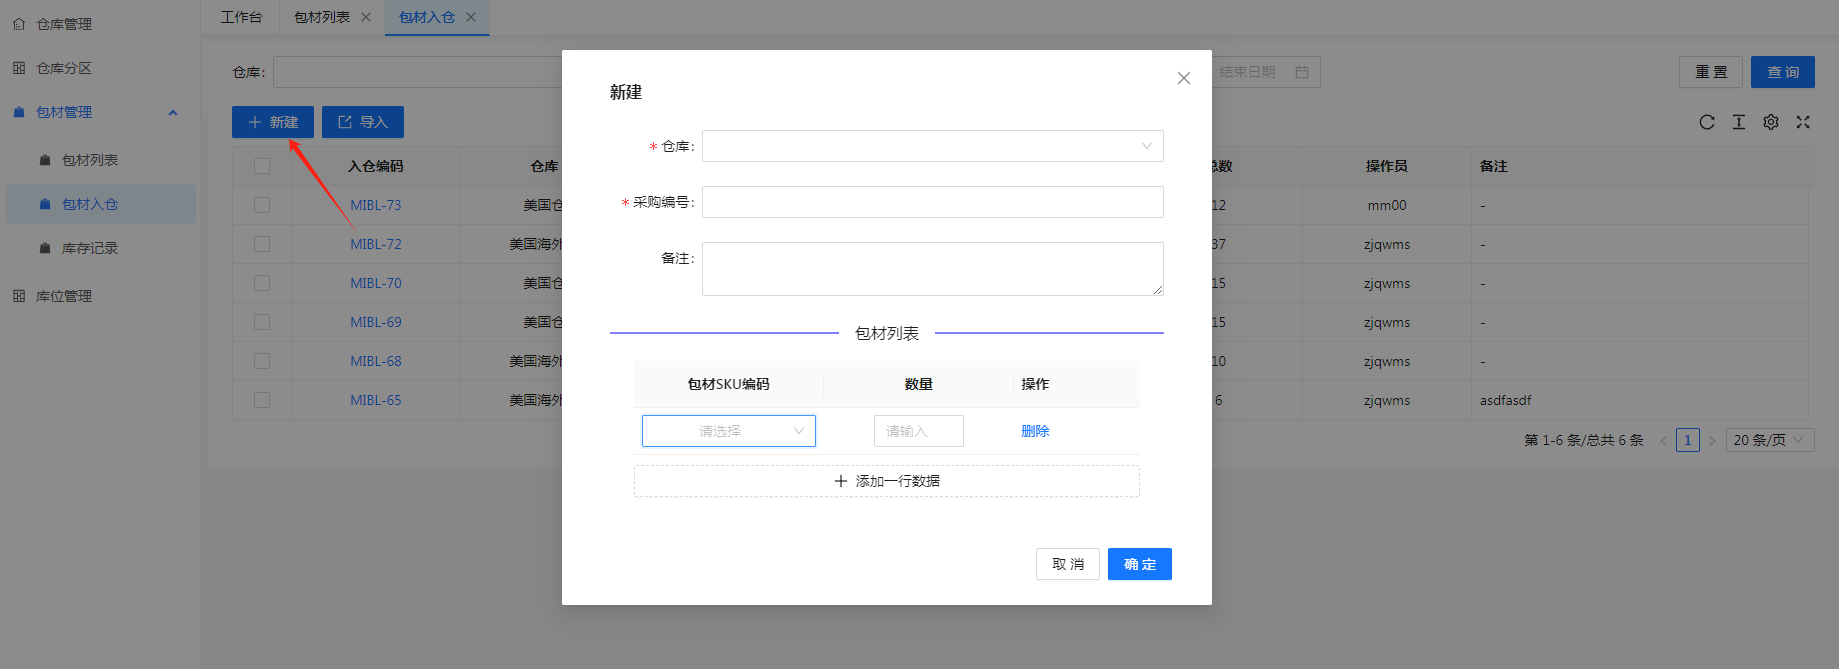 仓库管理
仓库分区
包材管理
包材列表
包材入仓
库存记录
库位管理
工作台
包材列表
包材入仓
仓库:
结束日期
重 置
查 询
新建
导入
入仓编码 仓库 总数 操作员 备注
MIBL-73 美国仓 12 mm00 -
MIBL-72 美国海外 37 zjqwms -
MIBL-70 美国仓 15 zjqwms -
MIBL-69 美国仓 15 zjqwms -
MIBL-68 美国海外 10 zjqwms -
MIBL-65 美国海外 6 zjqwms asdfasdf
第 1-6 条/总共 6 条 < 1 > 20 条/页
新建
* 仓库:
* 采购编号:
备注:
包材列表
包材SKU编码 数量 操作
请选择 请输入 删除
+ 添加一行数据
取 消
确 定